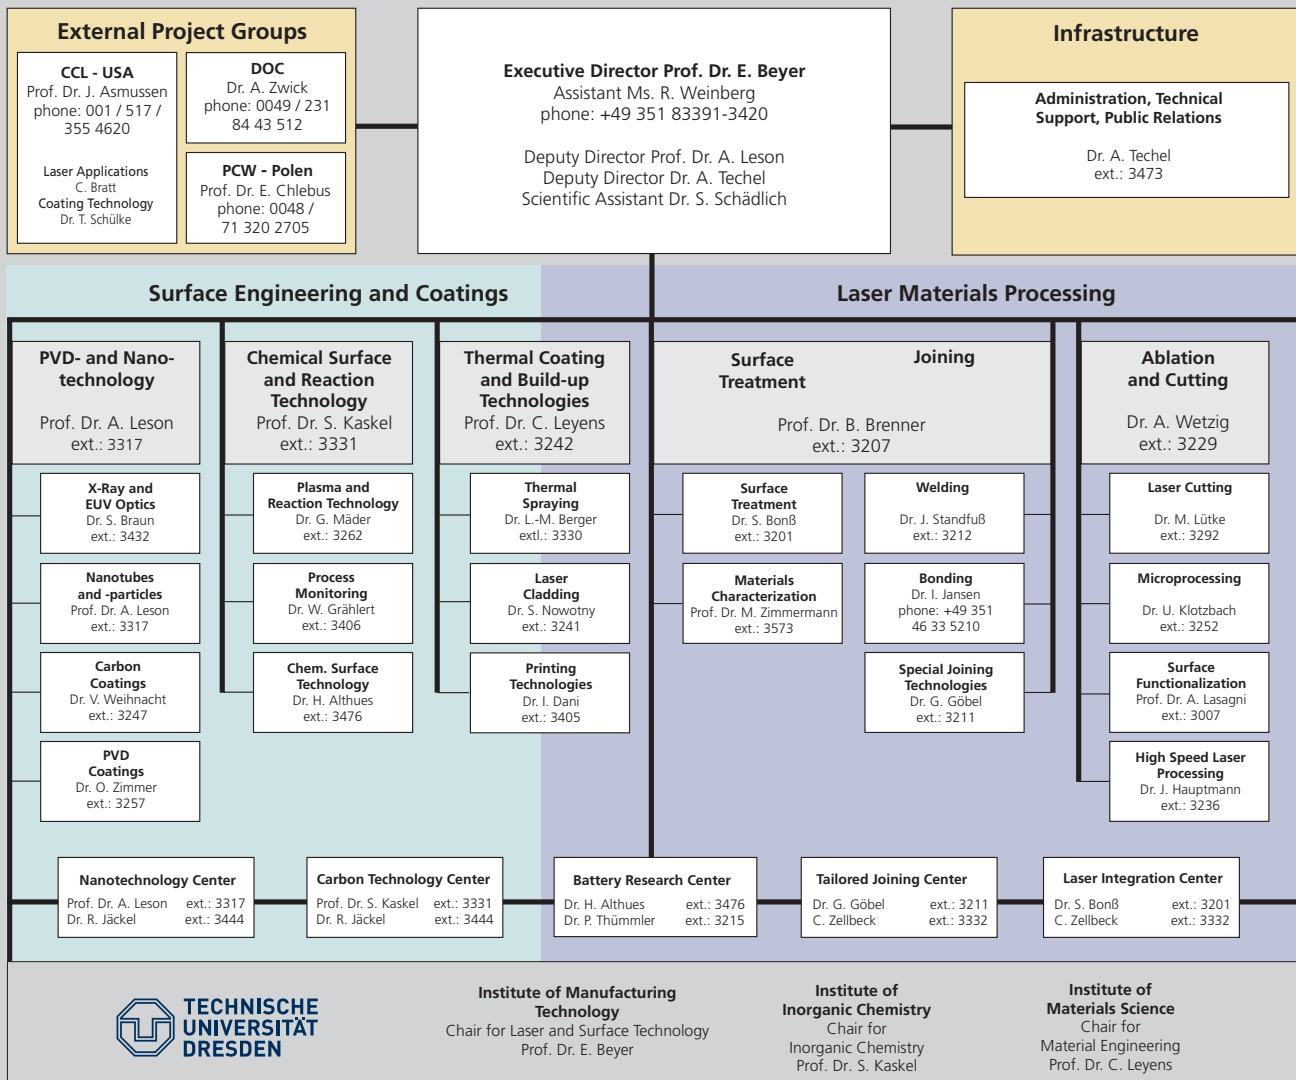 External Project Groups
CCL - USA
Prof. Dr. J. Asmussen
phone: 001 / 517 /
355 4620
Laser Applications
C. Bratt
Coating Technology
Dr. T. Schülke
DOC
Dr. A. Zwick
phone: 0049 / 231
84 43 512
PCW - Polen
Prof. Dr. E. Chlebus
phone: 0048 /
71 320 2705
Executive Director Prof. Dr. E. Beyer
Assistant Ms. R. Weinberg
phone: +49 351 83391-3420
Deputy Director Prof. Dr. A. Leson
Deputy Director Dr. A. Techel
Scientific Assistant Dr. S. Schädlich
Infrastructure
Administration, Technical
Support, Public Relations
Dr. A. Techel
ext.: 3473
Surface Engineering and Coatings
Laser Materials Processing
PVD- and Nano-
technology
Prof. Dr. A. Leson
ext.: 3317
X-Ray and
EUV Optics
Dr. S. Braun
ext.: 3432
Nanotubes
and -particles
Prof. Dr. A. Leson
ext.: 3317
Carbon
Coatings
Dr. V. Weihnacht
ext.: 3247
PVD
Coatings
Dr. O. Zimmer
ext.: 3257
Chemical Surface
and Reaction
Technology
Prof. Dr. S. Kaskel
ext.: 3331
Plasma and
Reaction Technology
Dr. G. Mäder
ext.: 3262
Process
Monitoring
Dr. W. Grählert
ext.: 3406
Chem. Surface
Technology
Dr. H. Althues
ext.: 3476
Thermal Coating
and Build-up
Technologies
Prof. Dr. C. Leyens
ext.: 3242
Thermal
Spraying
Dr. L.-M. Berger
extl.: 3330
Laser
Cladding
Dr. S. Nowotny
ext.: 3241
Printing
Technologies
Dr. I. Dani
ext.: 3405
Surface
Treatment
Joining
Prof. Dr. B. Brenner
ext.: 3207
Surface
Treatment
Dr. S. Bonß
ext.: 3201
Materials
Characterization
Prof. Dr. M. Zimmermann
ext.: 3573
Welding
Dr. J. Standfuß
ext.: 3212
Bonding
Dr. I. Jansen
phone: +49 351
46 33 5210
Special Joining
Technologies
Dr. G. Göbel
ext.: 3211
Ablation
and Cutting
Dr. A. Wetzig
ext.: 3229
Laser Cutting
Dr. M. Lütke
ext.: 3292
Microprocessing
Dr. U. Klotzbach
ext.: 3252
Surface
Functionalization
Prof. Dr. A. Lasagni
ext.: 3007
High Speed Laser
Processing
Dr. J. Hauptmann
ext.: 3236
Nanotechnology Center
Prof. Dr. A. Leson ext.: 3317
Dr. R. Jäckel ext.: 3444
Carbon Technology Center
Prof. Dr. S. Kaskel ext.: 3331
Dr. R. Jäckel ext.: 3444
Battery Research Center
Dr. H. Althues ext.: 3476
Dr. P. Thümmler ext.: 3215
Tailored Joining Center
Dr. G. Göbel ext.: 3211
C. Zellbeck ext.: 3332
Laser Integration Center
Dr. S. Bonß ext.: 3201
C. Zellbeck ext.: 3332
TECHNISCHE
UNIVERSITÄT
DRESDEN
Institute of Manufacturing
Technology
Chair for Laser and Surface Technology
Prof. Dr. E. Beyer
Institute of
Inorganic Chemistry
Chair for
Inorganic Chemistry
Prof. Dr. S. Kaskel
Institute of
Materials Science
Chair for
Material Engineering
Prof. Dr. C. Leyens